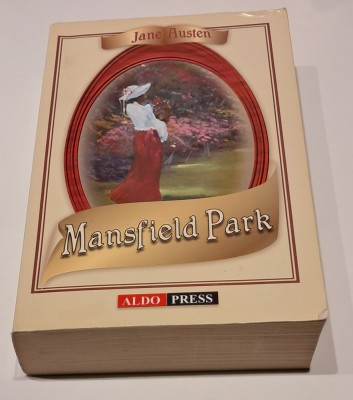 Jane Austen
Mansfield Park
ALDO PRESS